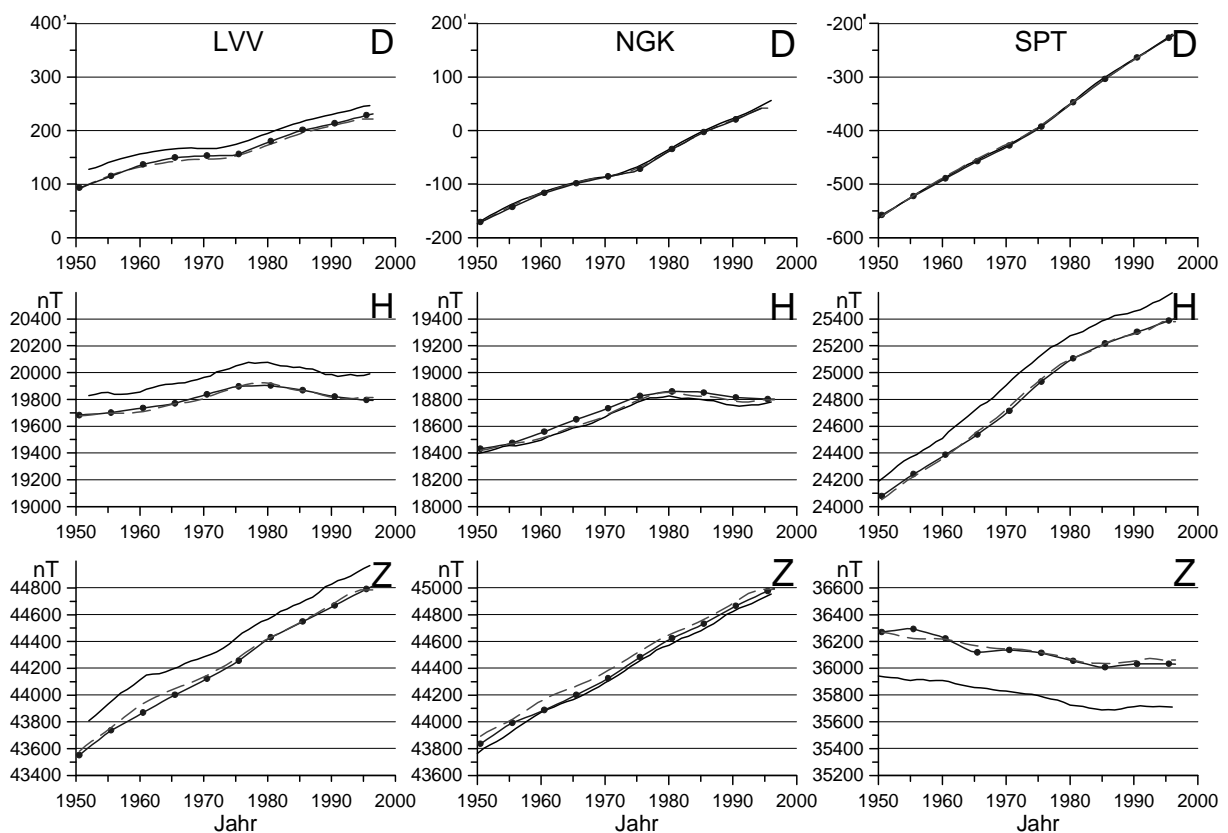 400'
LVV
D
300
200
100
0
1950 1960 1970 1980 1990 2000
200'
NGK
D
100
0
-100
-200
1950 1960 1970 1980 1990 2000
-200'
SPT
D
-300
-400
-500
-600
1950 1960 1970 1980 1990 2000
nT
H
20400
20200
20000
19800
19600
19400
19200
19000
1950 1960 1970 1980 1990 2000
nT
H
19400
19200
19000
18800
18600
18400
18200
18000
1950 1960 1970 1980 1990 2000
nT
H
25400
25200
25000
24800
24600
24400
24200
24000
1950 1960 1970 1980 1990 2000
nT
Z
44800
44600
44400
44200
44000
43800
43600
43400
1950 1960 1970 1980 1990 2000
Jahr
nT
Z
45000
44800
44600
44400
44200
44000
43800
43600
1950 1960 1970 1980 1990 2000
Jahr
nT
Z
36600
36400
36200
36000
35800
35600
35400
35200
1950 1960 1970 1980 1990 2000
Jahr